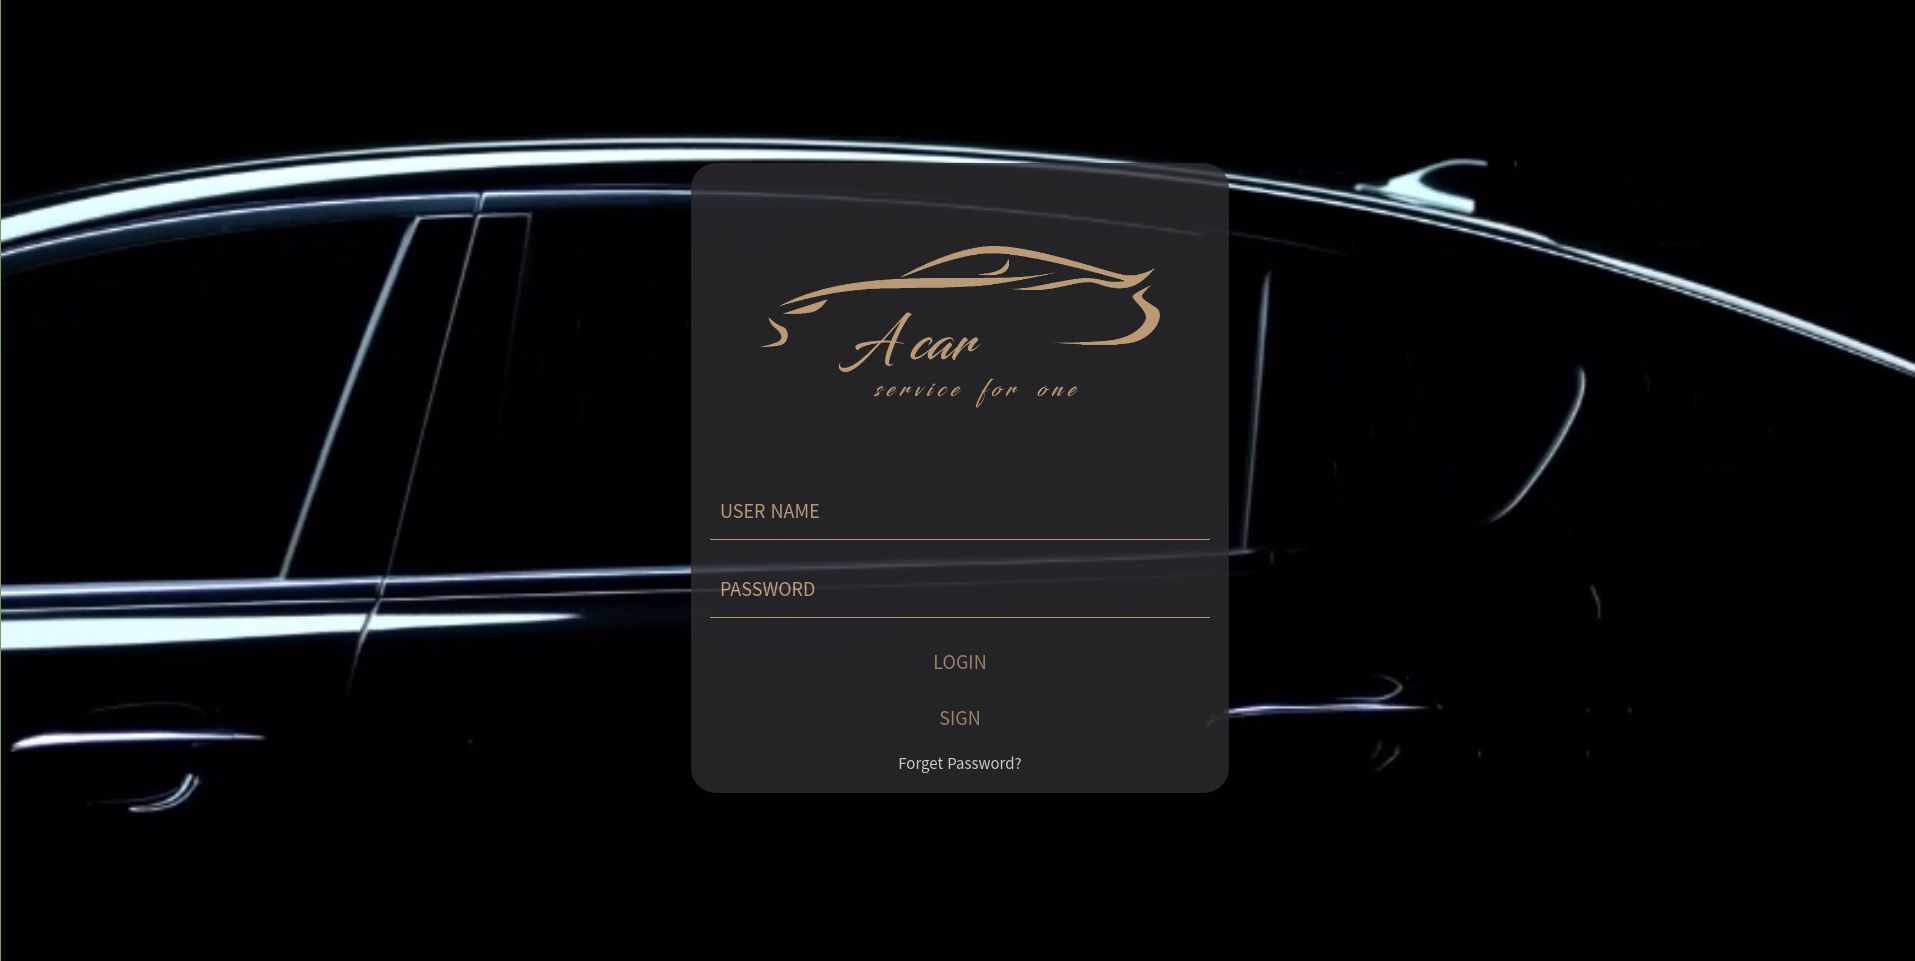 A car
service for one
USER NAME
PASSWORD
LOGIN
SIGN
Forget Password?